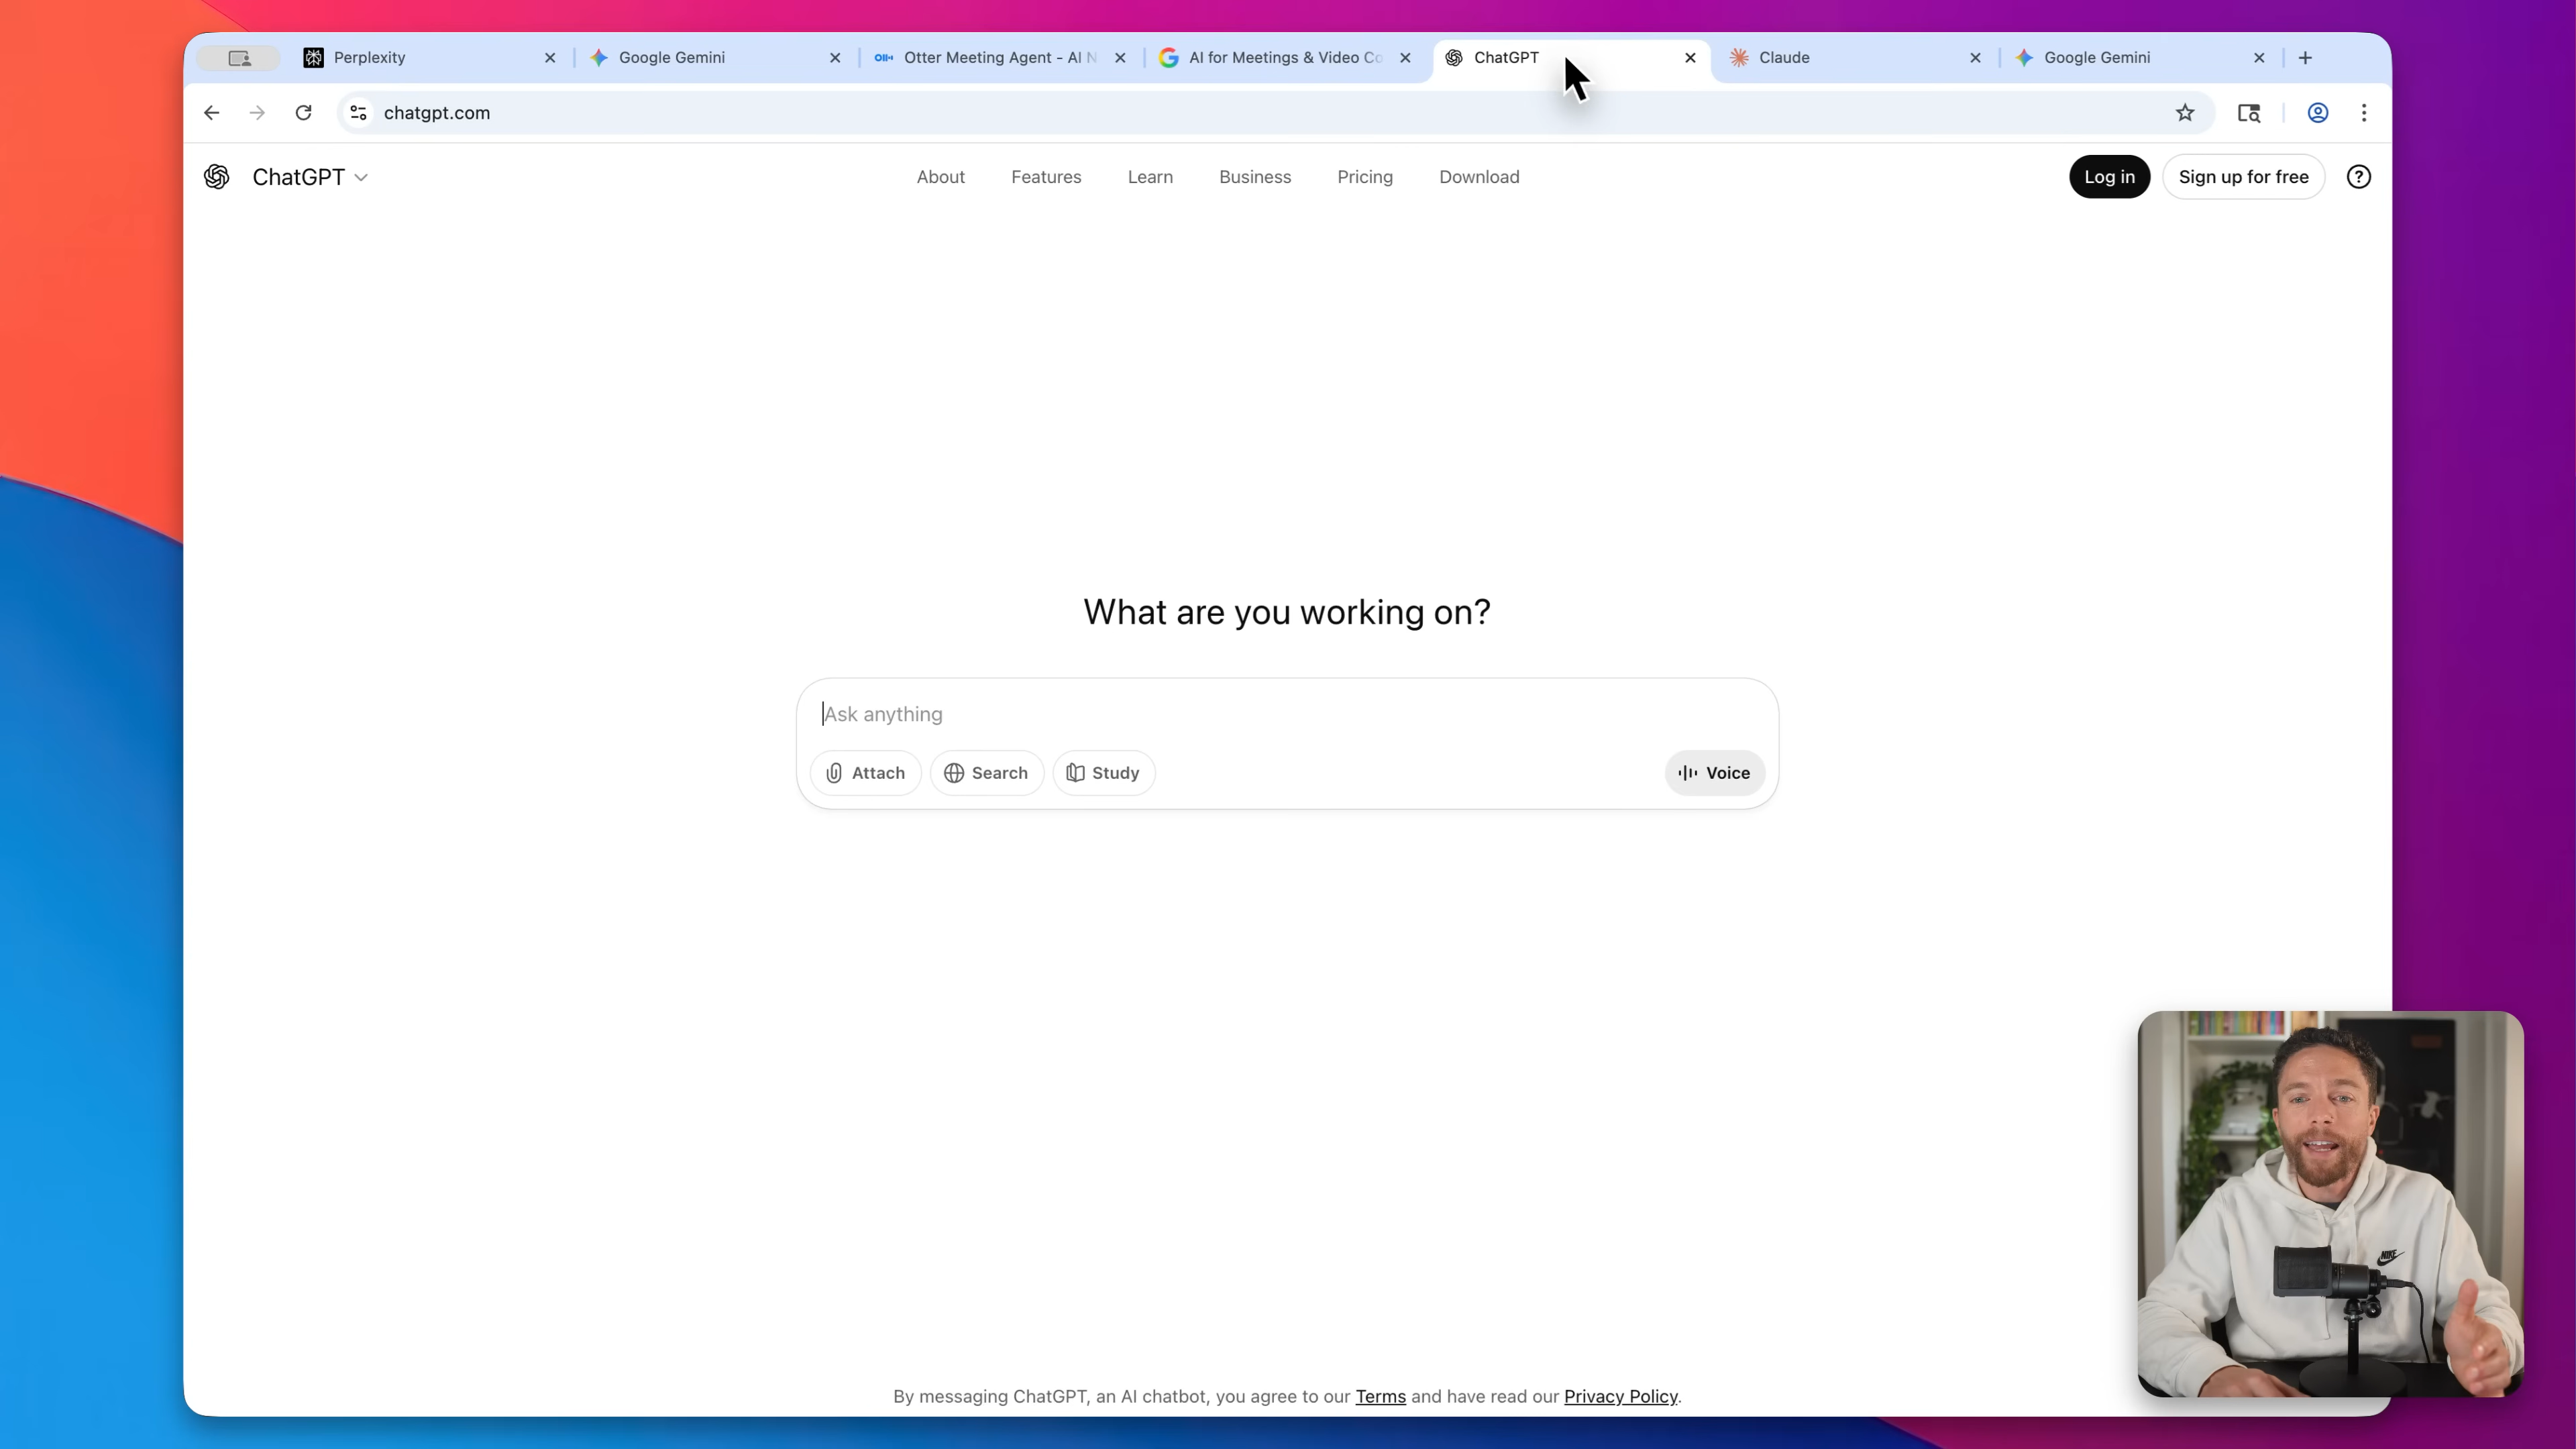 Perplexity
Google Gemini
Otter Meeting Agent - AI N
AI for Meetings & Video Co
ChatGPT
Claude
Google Gemini
chatgpt.com
ChatGPT
About
Features
Learn
Business
Pricing
Download
Log in
Sign up for free
What are you working on?
Ask anything
Attach
Search
Study
Voice
NIKE
By messaging ChatGPT, an AI chatbot, you agree to our Terms and have read our Privacy Policy.